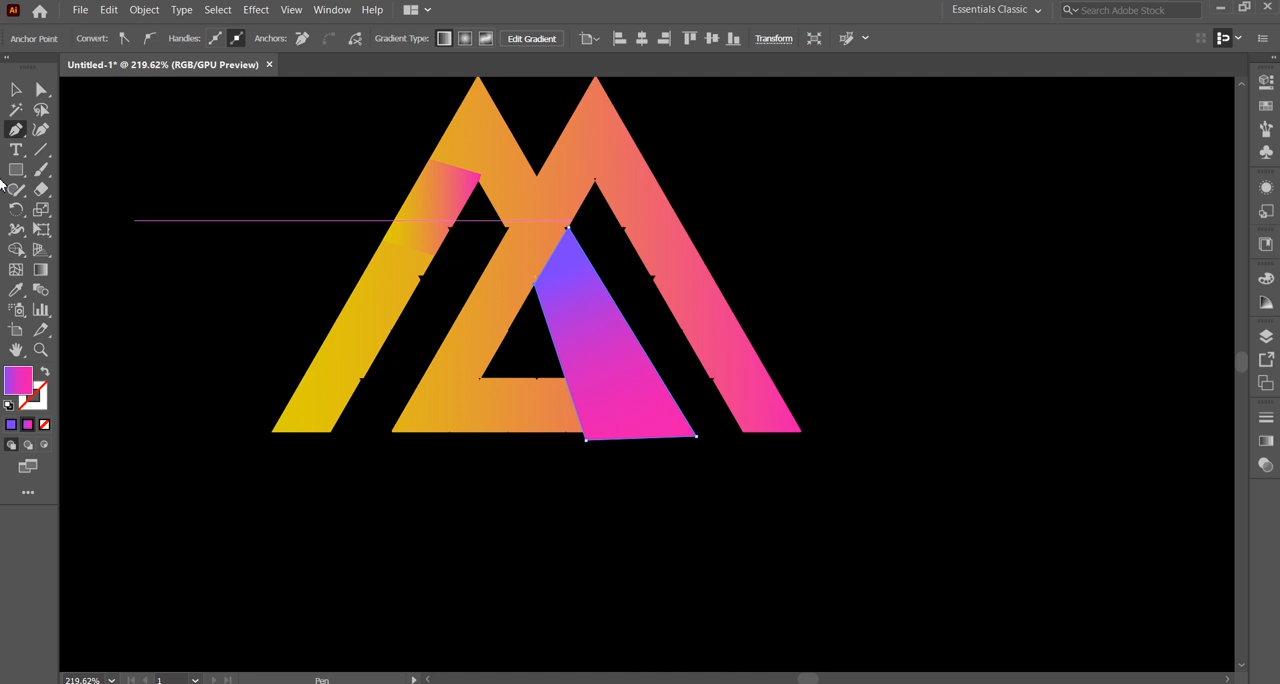 Ai File Edit Object Type Select Effect View Window Help Essentials Classic Search Adobe Stock
Anchor Point Convert: Handles: Anchors: Gradient Type: Edit Gradient Transform
Untitled-1* @ 219.62% (RGB/GPU Preview) ×
219.62% 1 Pen